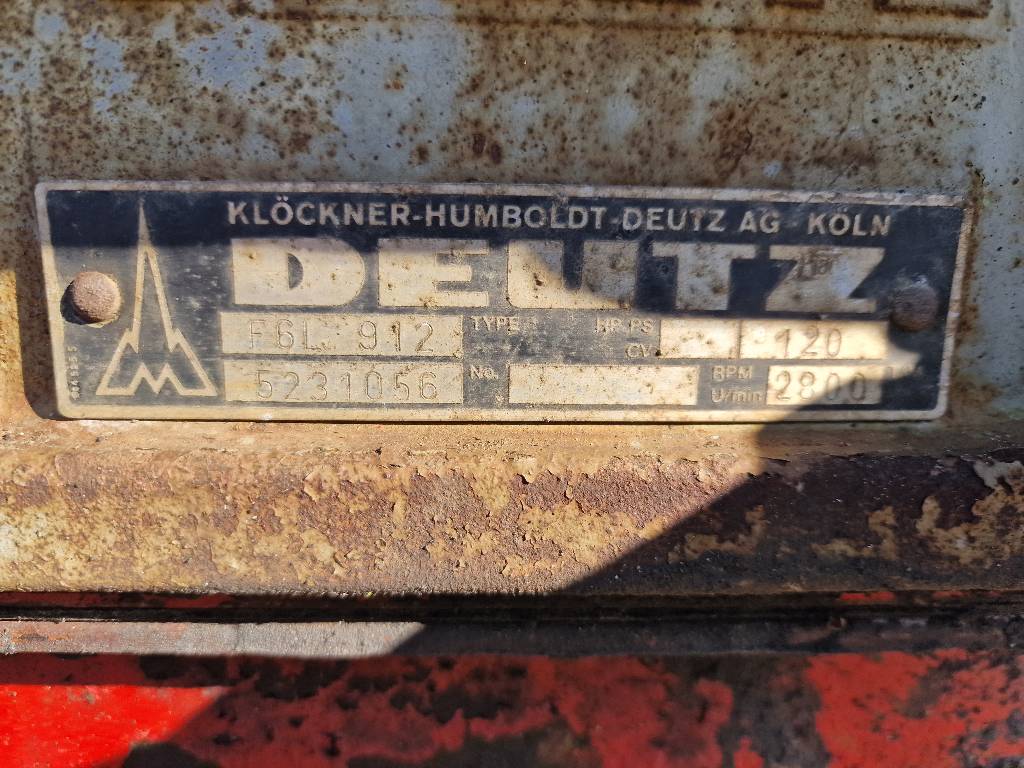 KLÖCKNER-HUMBOLDT-DEUTZ AG KÖLN
DEUTZ
F6L 912 TYPE HP PS CV 120
5231056 No. RPM U/min 2800